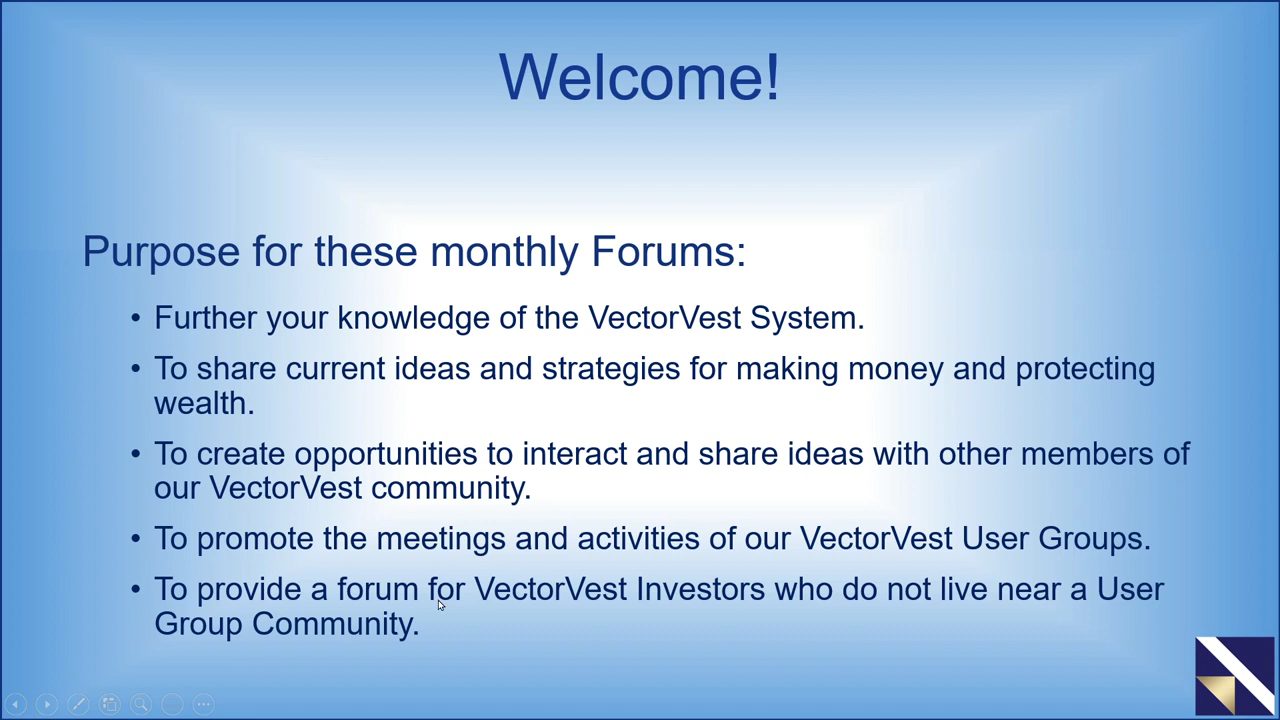 Welcome!
Purpose for these monthly Forums:
• Further your knowledge of the VectorVest System.
• To share current ideas and strategies for making money and protecting
wealth.
• To create opportunities to interact and share ideas with other members of
our VectorVest community.
• To promote the meetings and activities of our VectorVest User Groups.
• To provide a forum for VectorVest Investors who do not live near a User
Group Community.